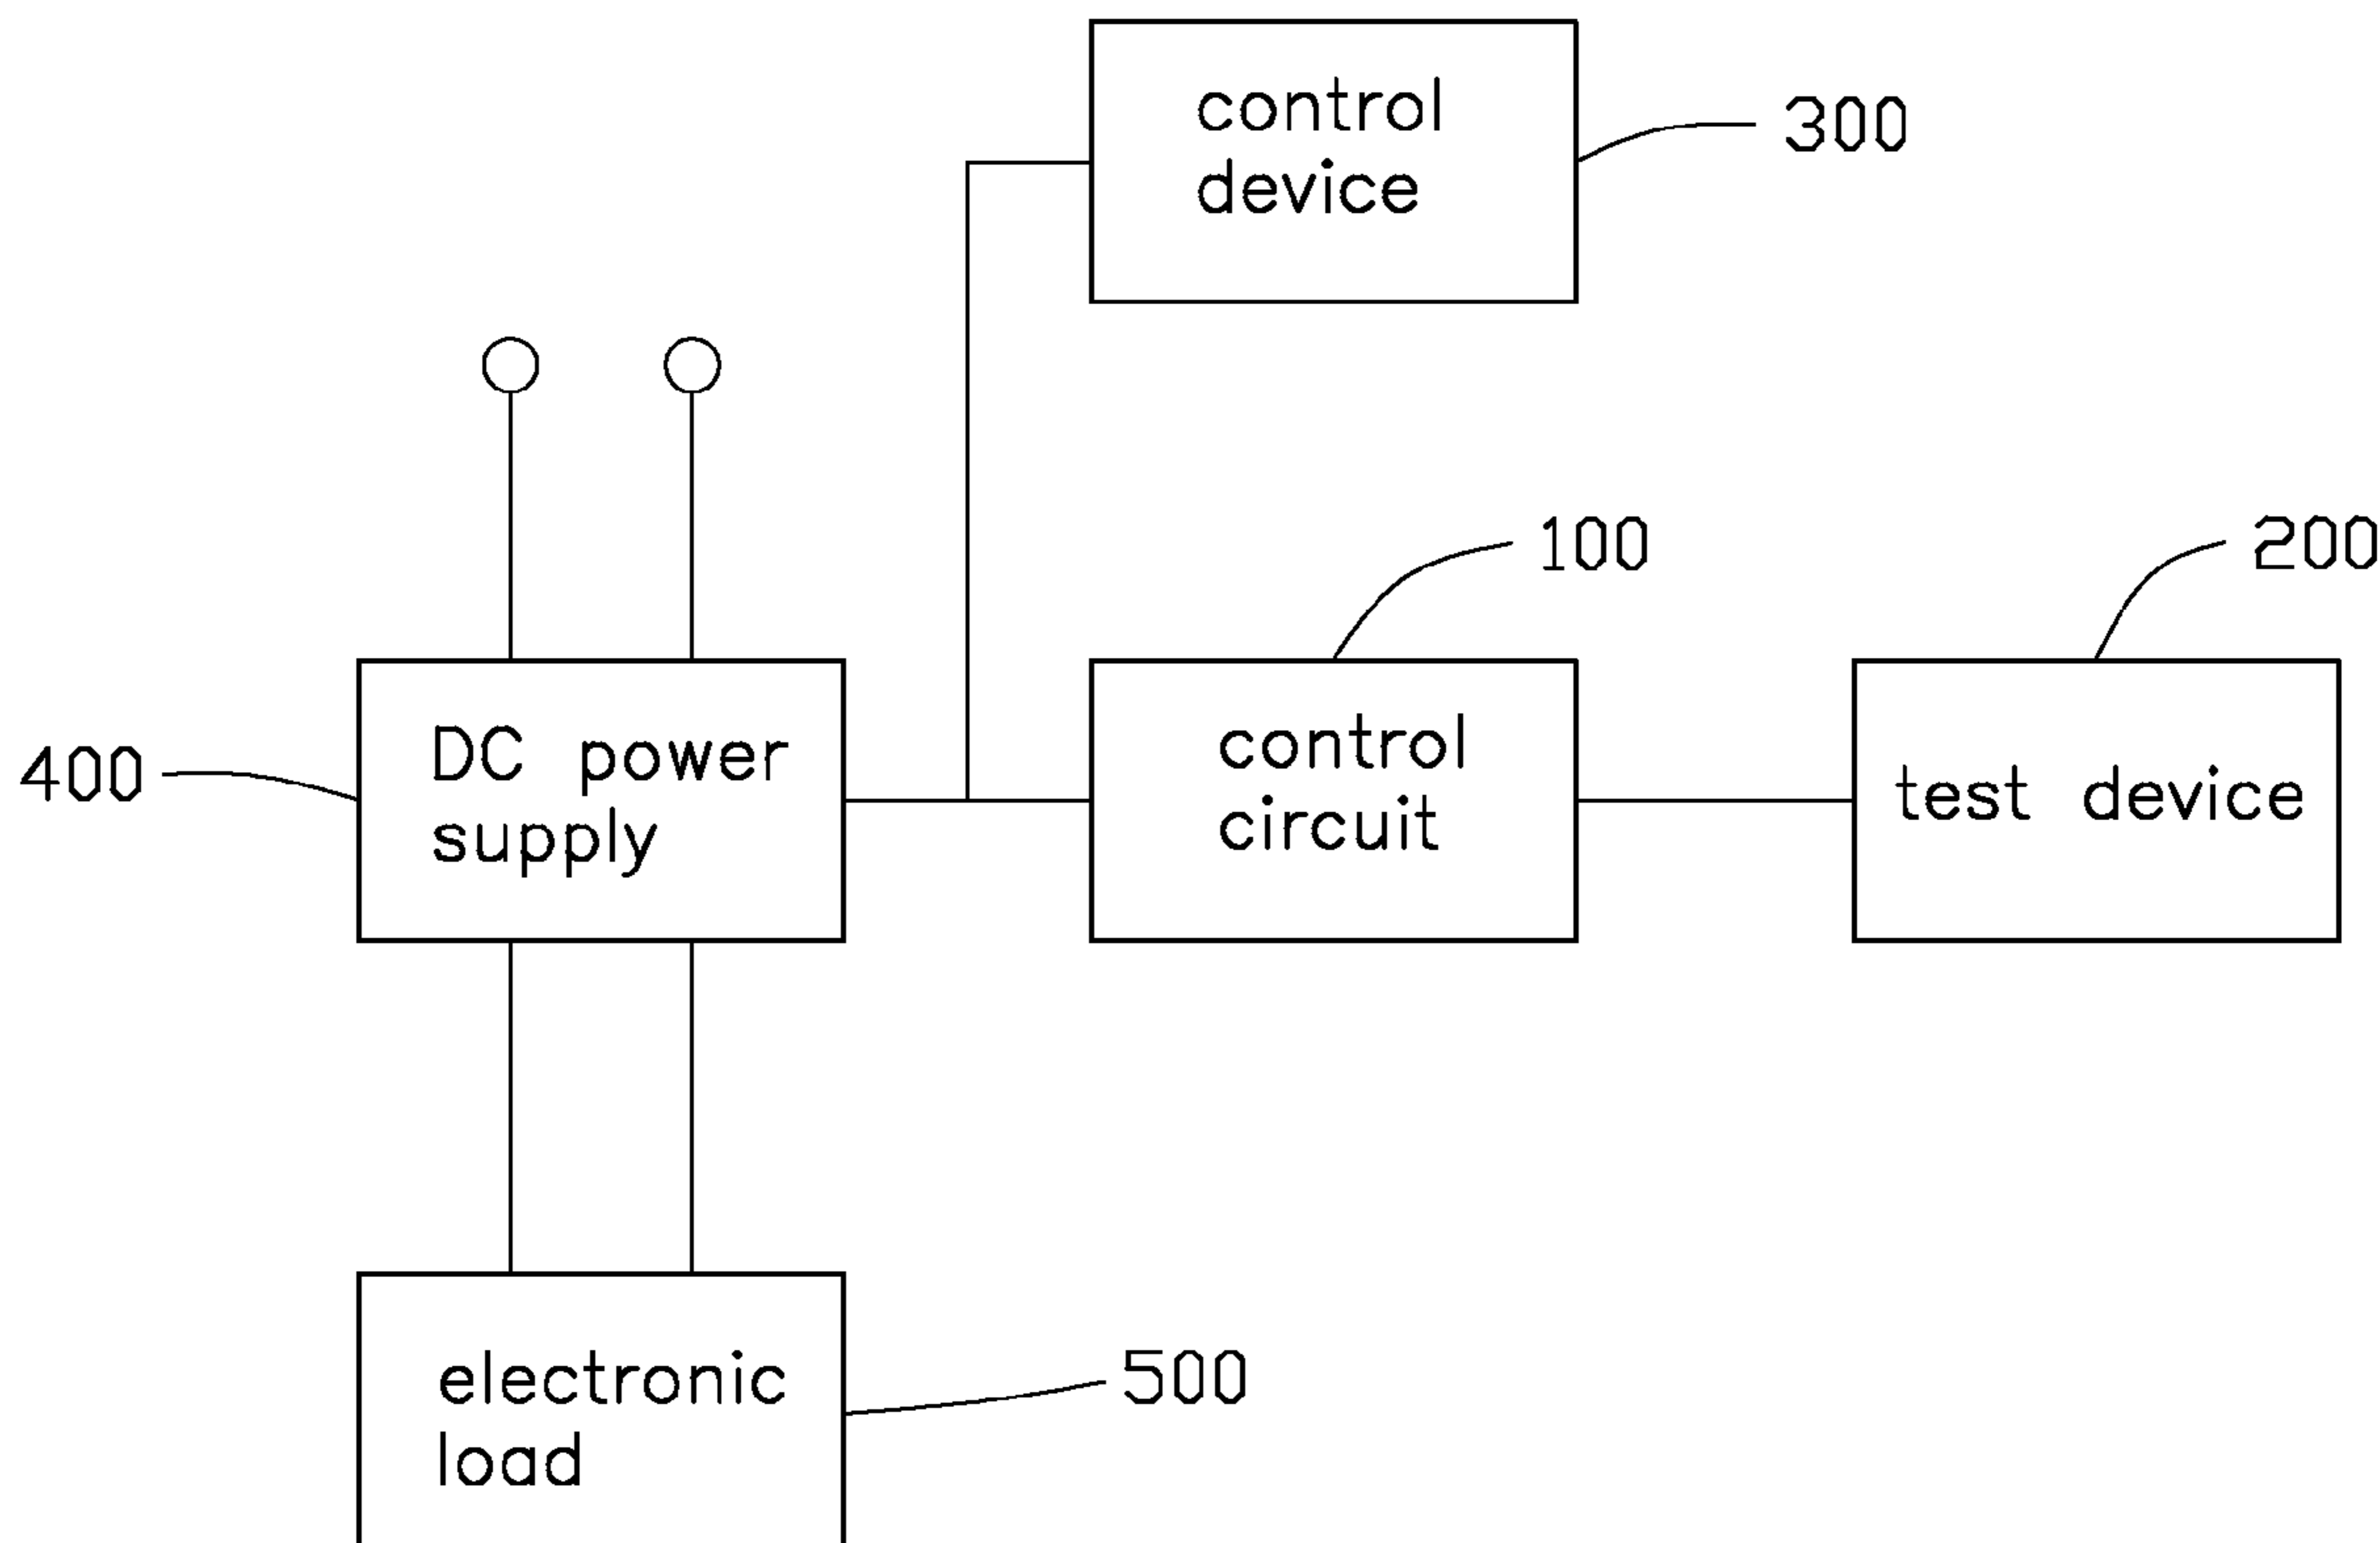 control
device
300
100
200
400
DC power
supply
control
circuit
test device
electronic
load
500